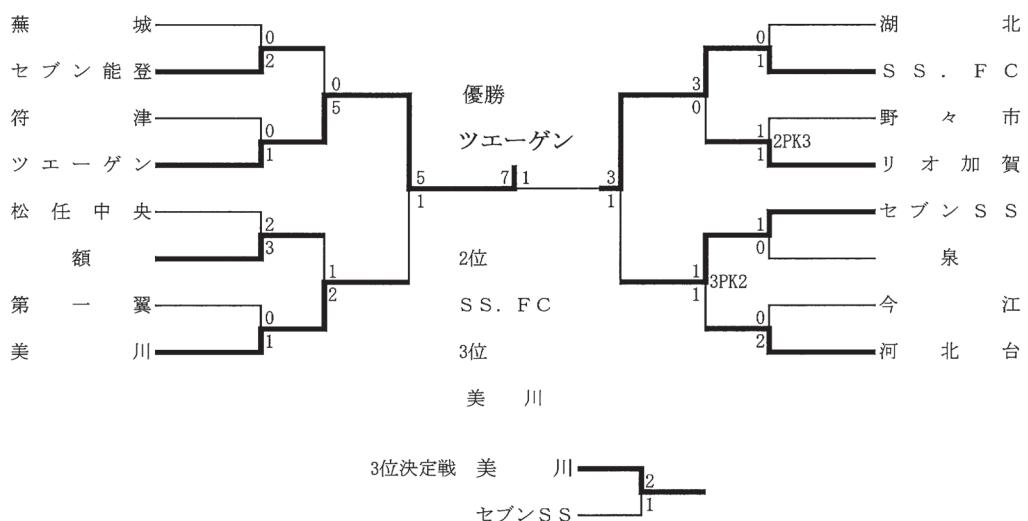 蕪城
0
2
セブン能登
0
5
符津
0
1
ツエーゲン
5
1
松任中央
2
3
額
1
2
第一翼
0
1
美川
優勝
ツエーゲン
7 1
2位
SS.FC
3位
美川
湖北
0
1
SS.FC
3
0
野々市
1
1
2PK3
リオ加賀
3
1
セブンSS
1
0
泉
1
1
3PK2
今江
0
2
河北台
3位決定戦 美川
2
1
セブンSS